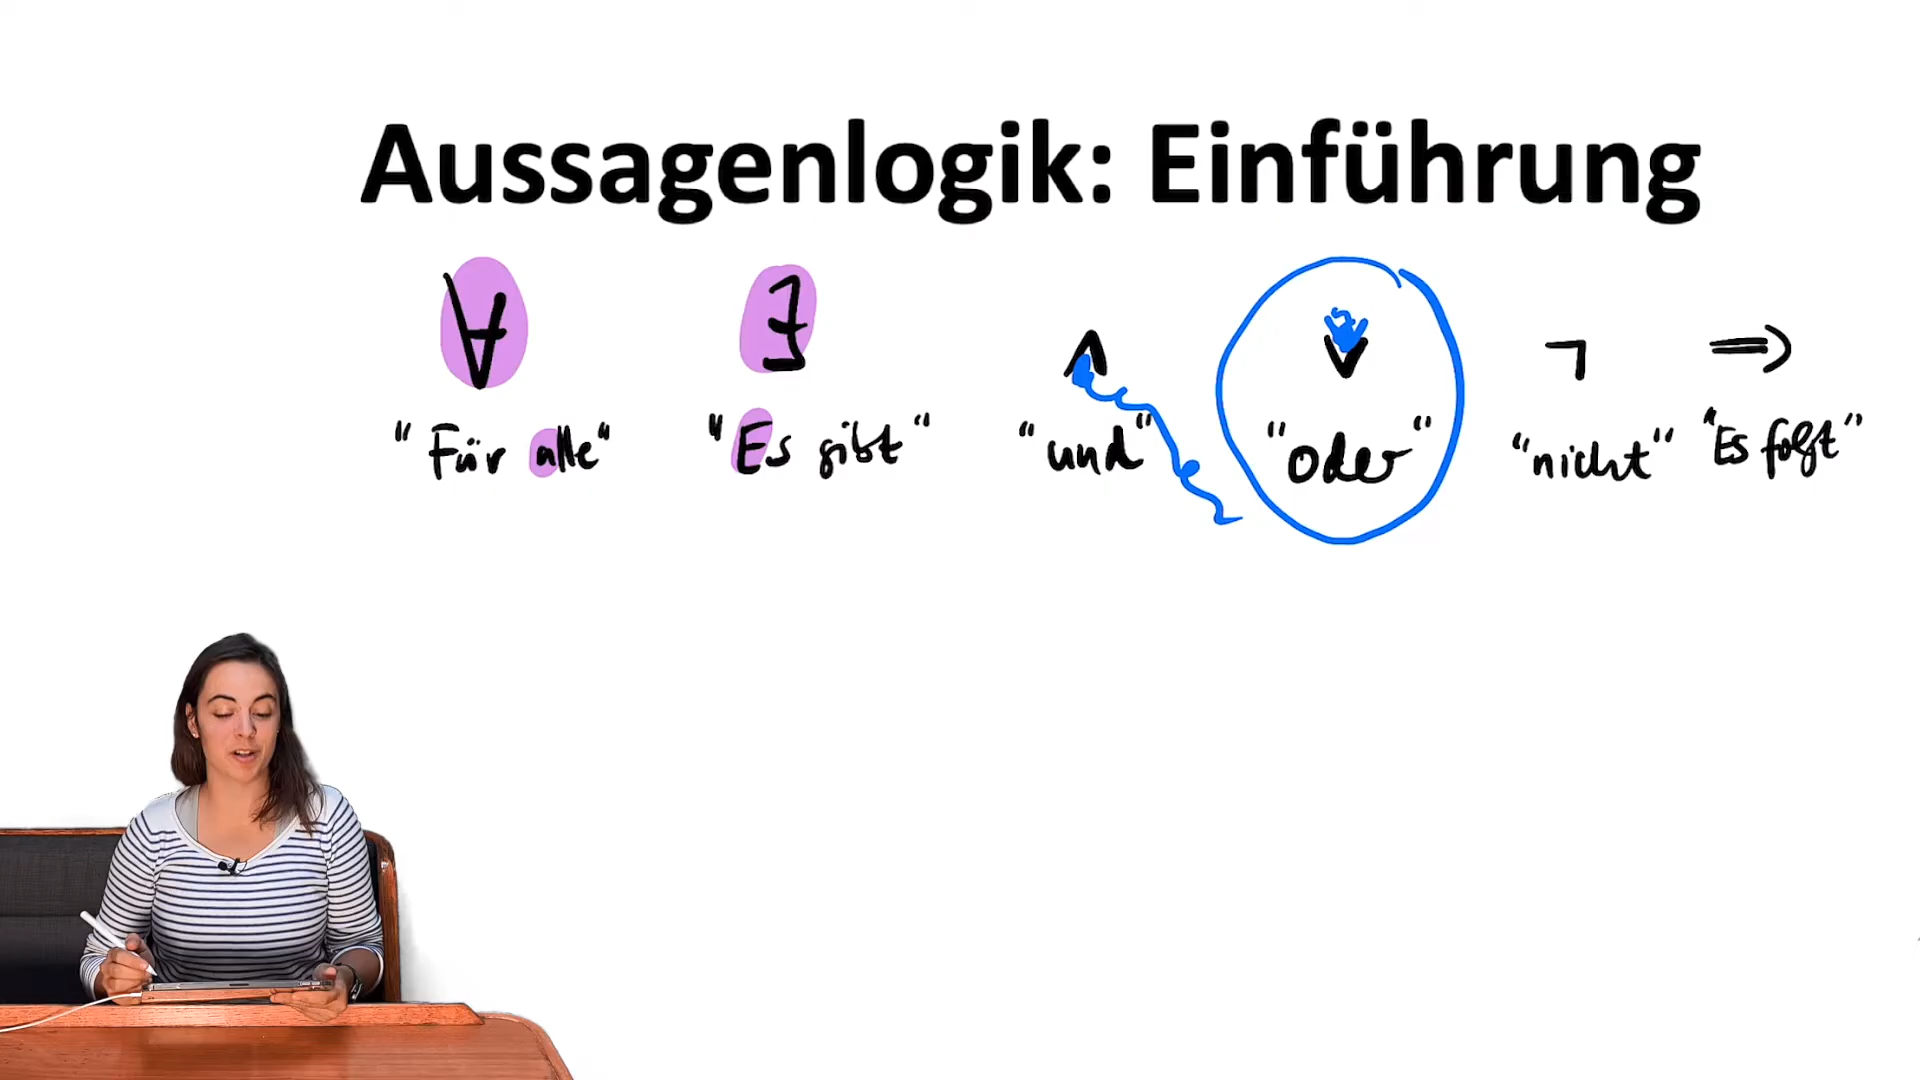 Aussagenlogik: Einführung
∀ ∃ ∧ ∨ ¬ ⇒
"Für alle" "Es gibt" "und" "oder" "nicht" "Es folgt"